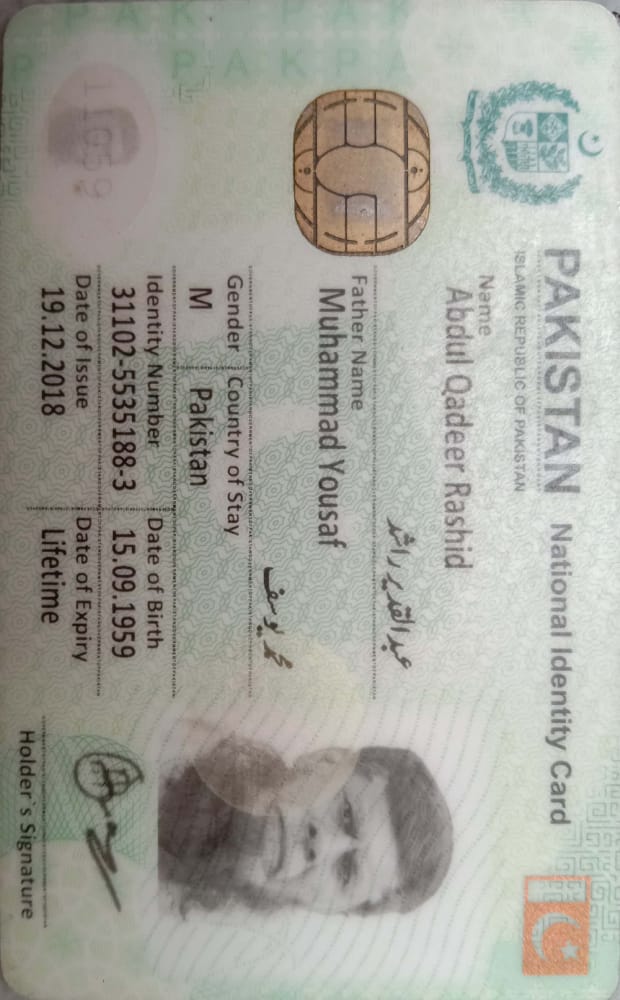 PAKISTAN National Identity Card
ISLAMIC REPUBLIC OF PAKISTAN
Name
Abdul Qadeer Rashid
عبدالقدیر راشد
Father Name
Muhammad Yousaf
محمد یوسف
Gender Country of Stay
M Pakistan
Identity Number Date of Birth
31102-5535188-3 15.09.1959
Date of Issue Date of Expiry
19.12.2018 Lifetime
Holder`s Signature